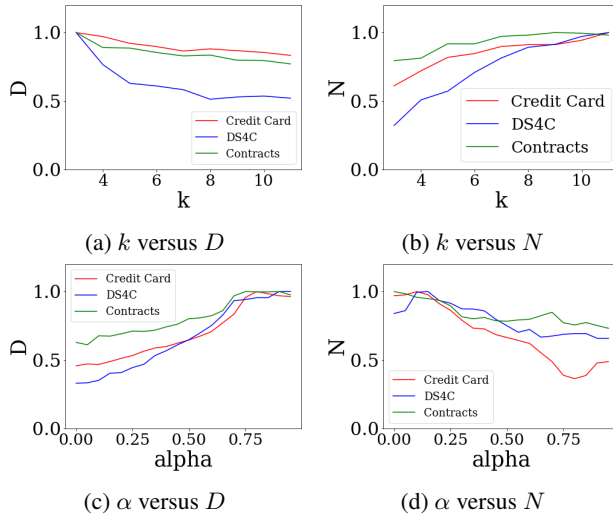 1.0
0.5
0.0
D
Credit Card
DS4C
Contracts
4 6 8 10
k
(a) k versus D
1.0
0.5
0.0
N
Credit Card
DS4C
Contracts
4 6 8 10
k
(b) k versus N
1.0
0.5
0.0
D
Credit Card
DS4C
Contracts
0.00 0.25 0.50 0.75
alpha
(c) α versus D
1.0
0.5
0.0
N
Credit Card
DS4C
Contracts
0.00 0.25 0.50 0.75
alpha
(d) α versus N